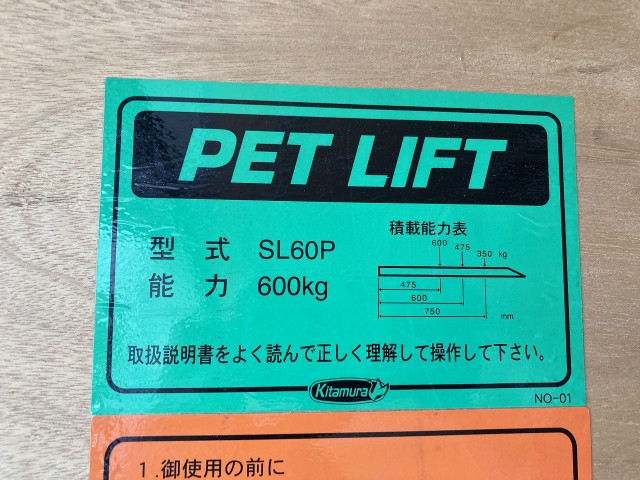 PET LIFT
型 式 SL60P
能 力 600kg
積載能力表
600 475 350 kg
475
600
750 mm
取扱説明書をよく読んで正しく理解して操作して下さい。
Kitamura
NO-01
1.御使用の前に